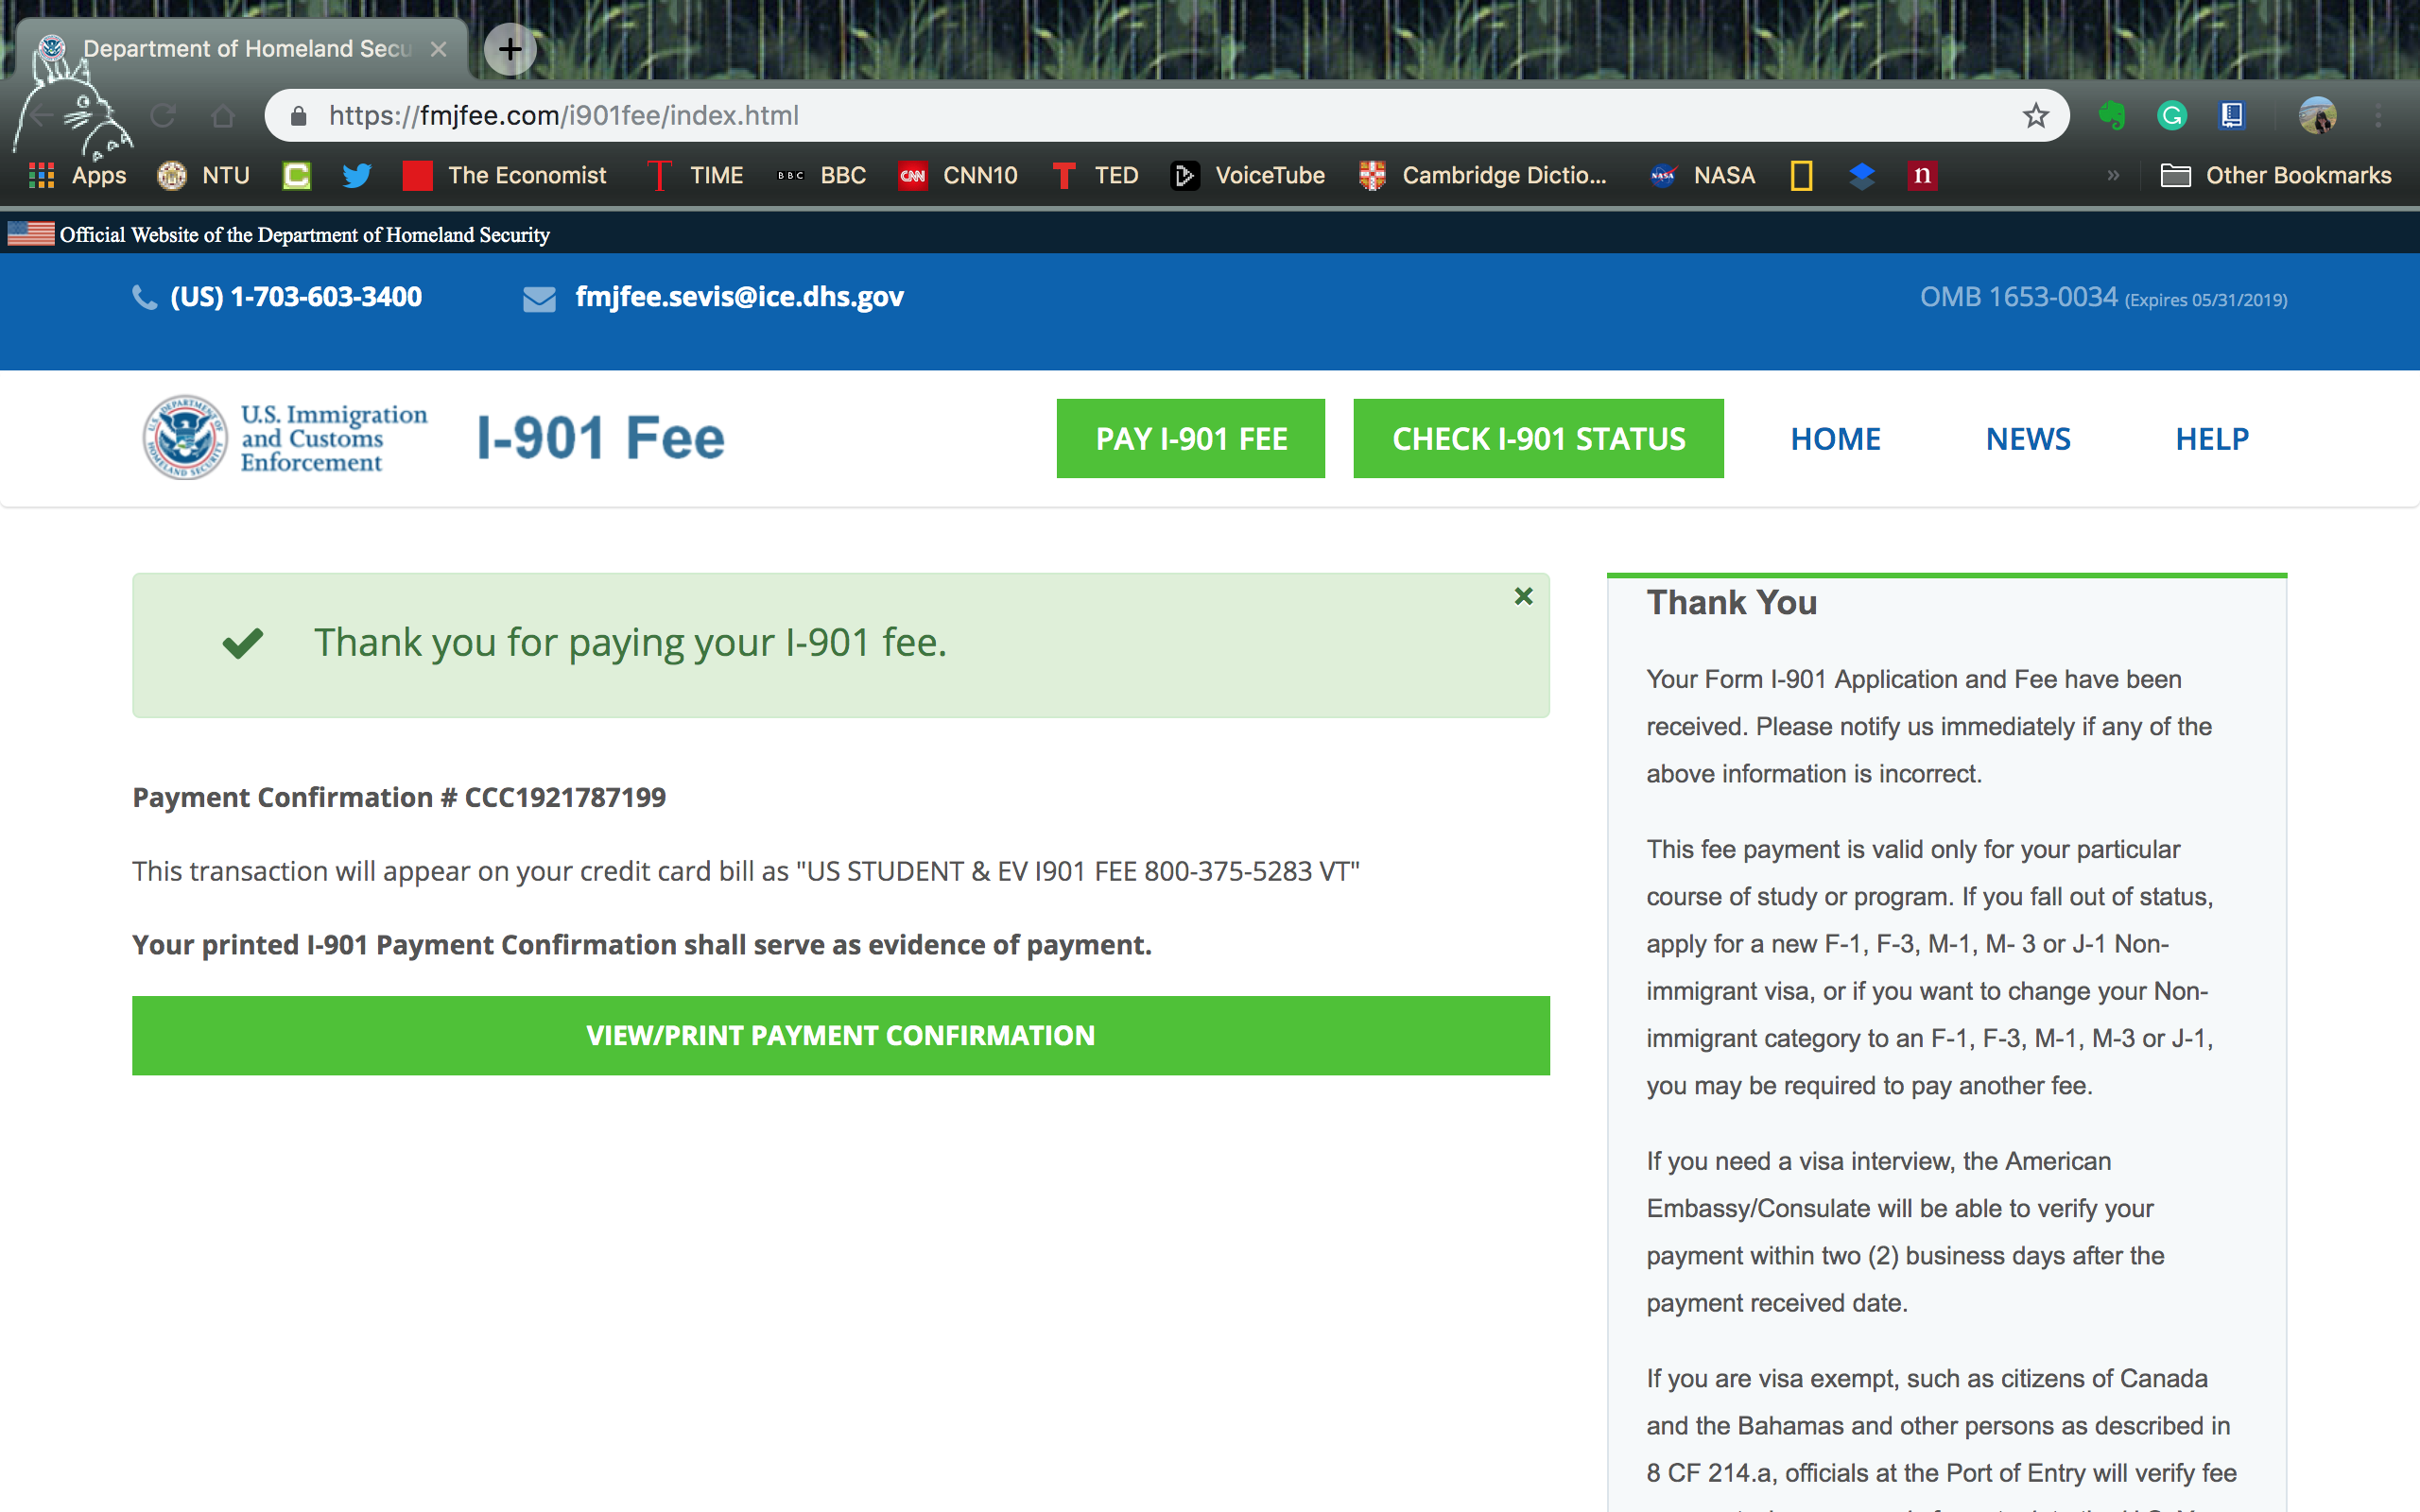 Department of Homeland Secu
https://fmjfee.com/i901fee/index.html
Apps NTU The Economist TIME BBC BBC CNN CNN10 TED VoiceTube Cambridge Dictio... NASA NASA n » Other Bookmarks
Official Website of the Department of Homeland Security
(US) 1-703-603-3400 fmjfee.sevis@ice.dhs.gov OMB 1653-0034 (Expires 05/31/2019)
U.S. Immigration
and Customs
Enforcement
I-901 Fee
PAY I-901 FEE CHECK I-901 STATUS HOME NEWS HELP
Thank you for paying your I-901 fee.
Payment Confirmation # CCC1921787199
This transaction will appear on your credit card bill as "US STUDENT & EV I901 FEE 800-375-5283 VT"
Your printed I-901 Payment Confirmation shall serve as evidence of payment.
VIEW/PRINT PAYMENT CONFIRMATION
Thank You
Your Form I-901 Application and Fee have been
received. Please notify us immediately if any of the
above information is incorrect.
This fee payment is valid only for your particular
course of study or program. If you fall out of status,
apply for a new F-1, F-3, M-1, M- 3 or J-1 Non-
immigrant visa, or if you want to change your Non-
immigrant category to an F-1, F-3, M-1, M-3 or J-1,
you may be required to pay another fee.
If you need a visa interview, the American
Embassy/Consulate will be able to verify your
payment within two (2) business days after the
payment received date.
If you are visa exempt, such as citizens of Canada
and the Bahamas and other persons as described in
8 CF 214.a, officials at the Port of Entry will verify fee